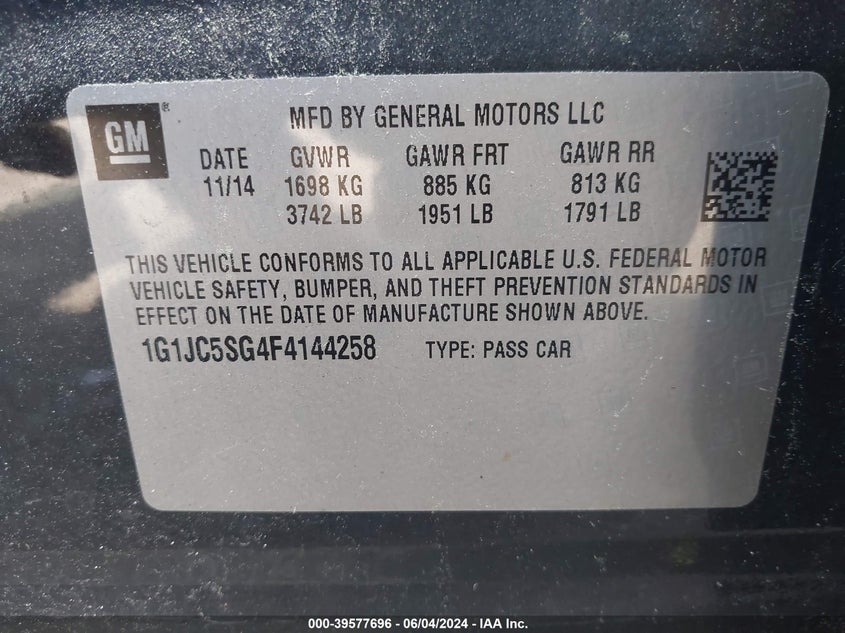 GM ®
MFD BY GENERAL MOTORS LLC
DATE GVWR GAWR FRT GAWR RR
11/14 1698 KG 885 KG 813 KG
3742 LB 1951 LB 1791 LB
THIS VEHICLE CONFORMS TO ALL APPLICABLE U.S. FEDERAL MOTOR
VEHICLE SAFETY, BUMPER, AND THEFT PREVENTION STANDARDS IN
EFFECT ON THE DATE OF MANUFACTURE SHOWN ABOVE.
1G1JC5SG4F4144258 TYPE: PASS CAR
000-39577696 - 06/04/2024 - IAA Inc.